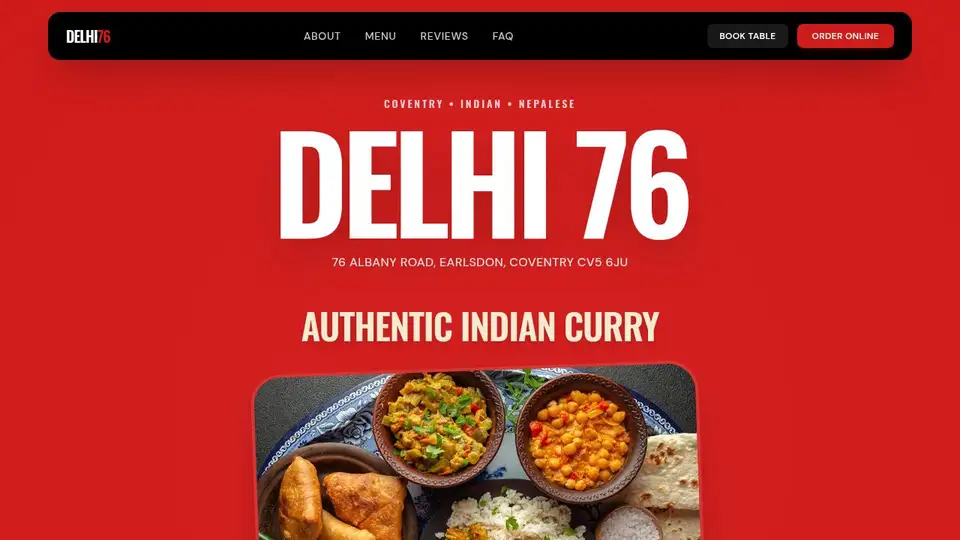 DELHI76
ABOUT MENU REVIEWS FAQ
BOOK TABLE ORDER ONLINE
COVENTRY • INDIAN • NEPALESE
DELHI 76
76 ALBANY ROAD, EARLSDON, COVENTRY CV5 6JU
AUTHENTIC INDIAN CURRY